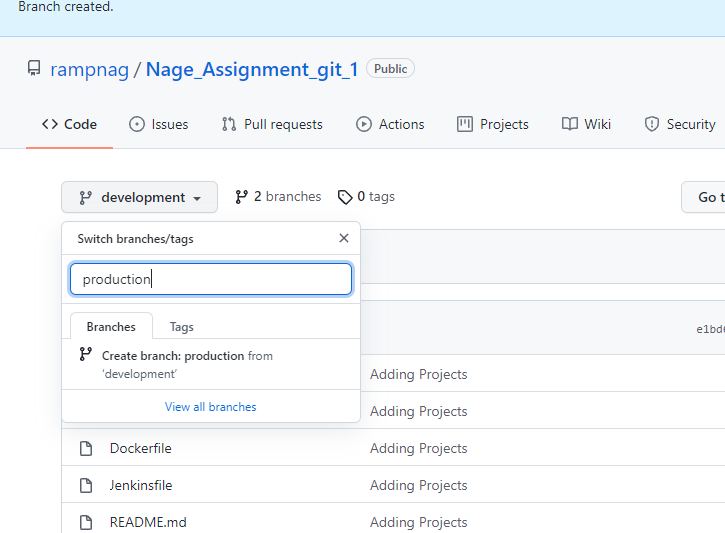 Branch created.
rampnag / Nage_Assignment_git_1 Public
Code Issues Pull requests Actions Projects Wiki Security
development 2 branches 0 tags
Switch branches/tags
production
Branches Tags
Create branch: production from
'development'
Adding Projects
View all branches
Adding Projects
Dockerfile Adding Projects
Jenkinsfile Adding Projects
README.md Adding Projects